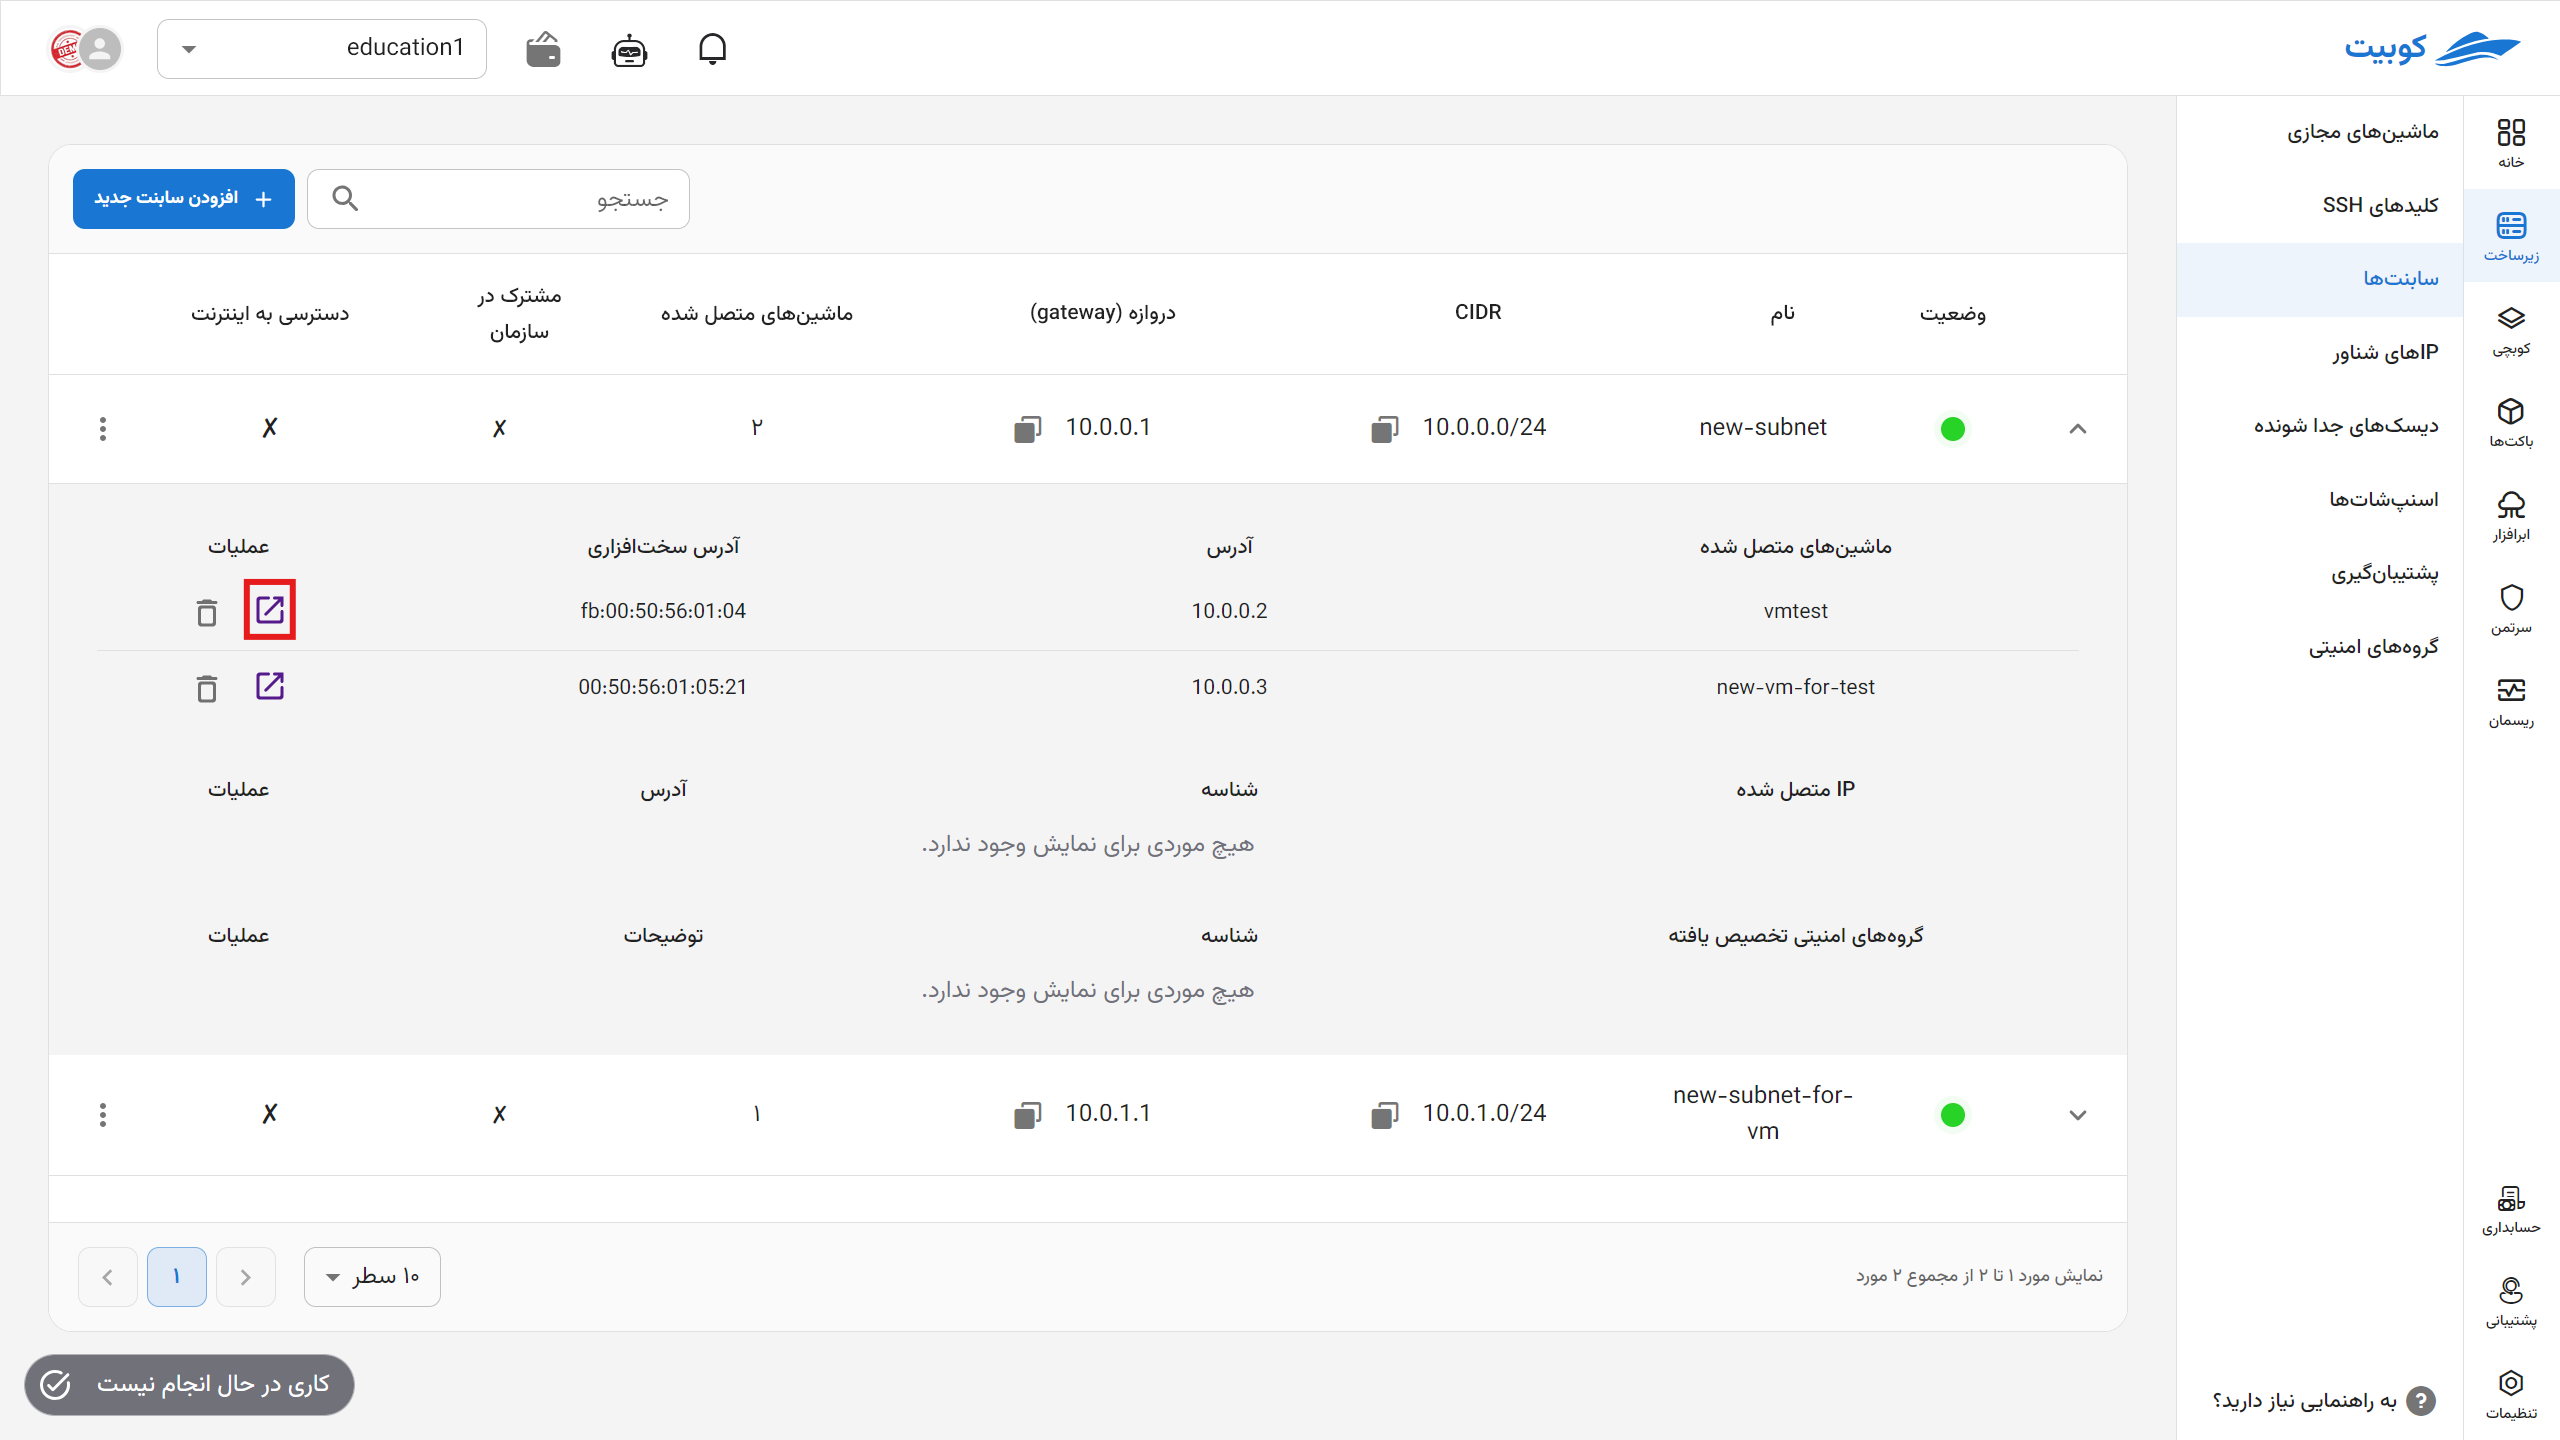 کوبیت
education1
DEMO
خانه
زیرساخت
کوبچی
باکت‌ها
ابرافزار
سرتمن
ریسمان
حسابداری
پشتیبانی
تنظیمات
ماشین‌های مجازی
کلیدهای SSH
سابنت‌ها
IPهای شناور
دیسک‌های جدا شونده
اسنپ‌شات‌ها
پشتیبان‌گیری
گروه‌های امنیتی
به راهنمایی نیاز دارید؟
جستجو
افزودن سابنت جدید
وضعیت نام CIDR دروازه (gateway) ماشین‌های متصل شده مشترک در سازمان دسترسی به اینترنت
new-subnet 10.0.0.0/24 10.0.0.1 ۲ ✗ ✗
ماشین‌های متصل شده آدرس آدرس سخت‌افزاری عملیات
vmtest 10.0.0.2 fb:00:50:56:01:04
new-vm-for-test 10.0.0.3 00:50:56:01:05:21
IP متصل شده شناسه آدرس عملیات
هیچ موردی برای نمایش وجود ندارد.
گروه‌های امنیتی تخصیص یافته شناسه توضیحات عملیات
هیچ موردی برای نمایش وجود ندارد.
new-subnet-for-vm 10.0.1.0/24 10.0.1.1 ۱ ✗ ✗
نمایش مورد ۱ تا ۲ از مجموع ۲ مورد
۱۰ سطر
۱
کاری در حال انجام نیست